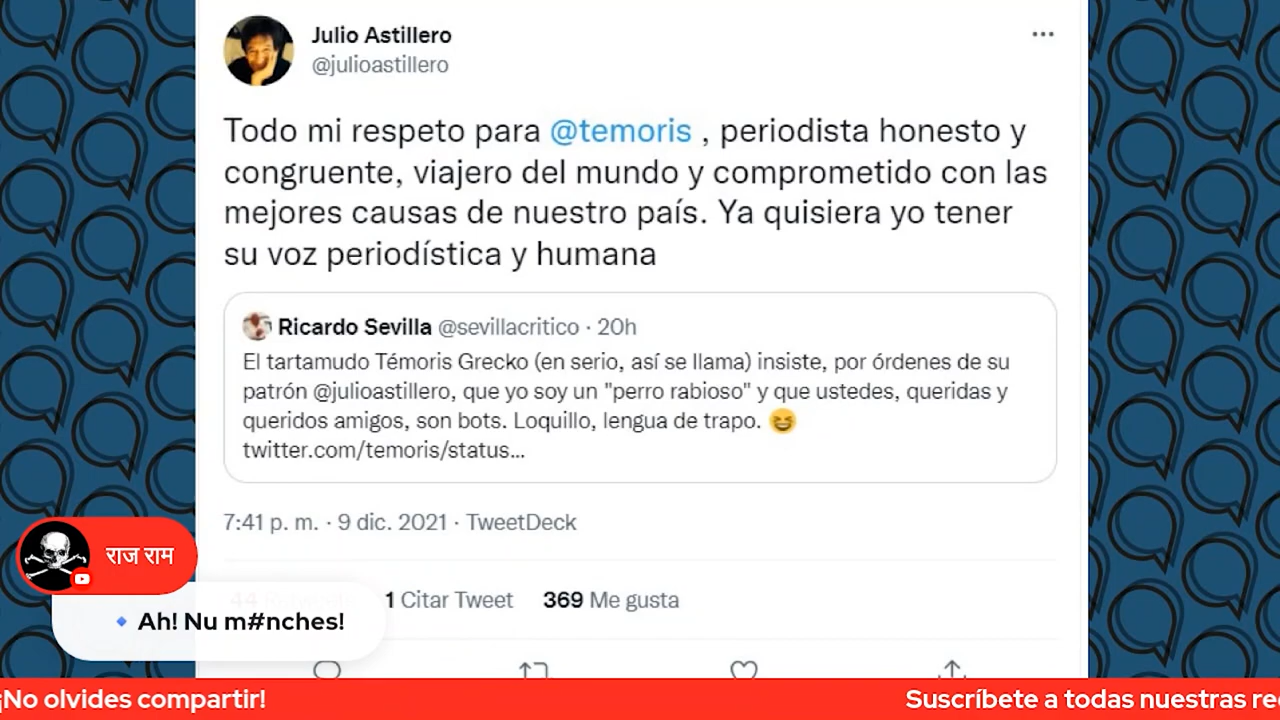 Julio Astillero
@julioastillero
Todo mi respeto para @temoris , periodista honesto y
congruente, viajero del mundo y comprometido con las
mejores causas de nuestro país. Ya quisiera yo tener
su voz periodística y humana
Ricardo Sevilla @sevillacritico · 20h
El tartamudo Témoris Grecko (en serio, así se llama) insiste, por órdenes de su
patrón @julioastillero, que yo soy un "perro rabioso" y que ustedes, queridas y
queridos amigos, son bots. Loquillo, lengua de trapo. 😆
twitter.com/temoris/status...
7:41 p. m. · 9 dic. 2021 · TweetDeck
राज राम
1 Citar Tweet 369 Me gusta
🔹 Ah! Nu m#nches!
¡No olvides compartir! Suscríbete a todas nuestras